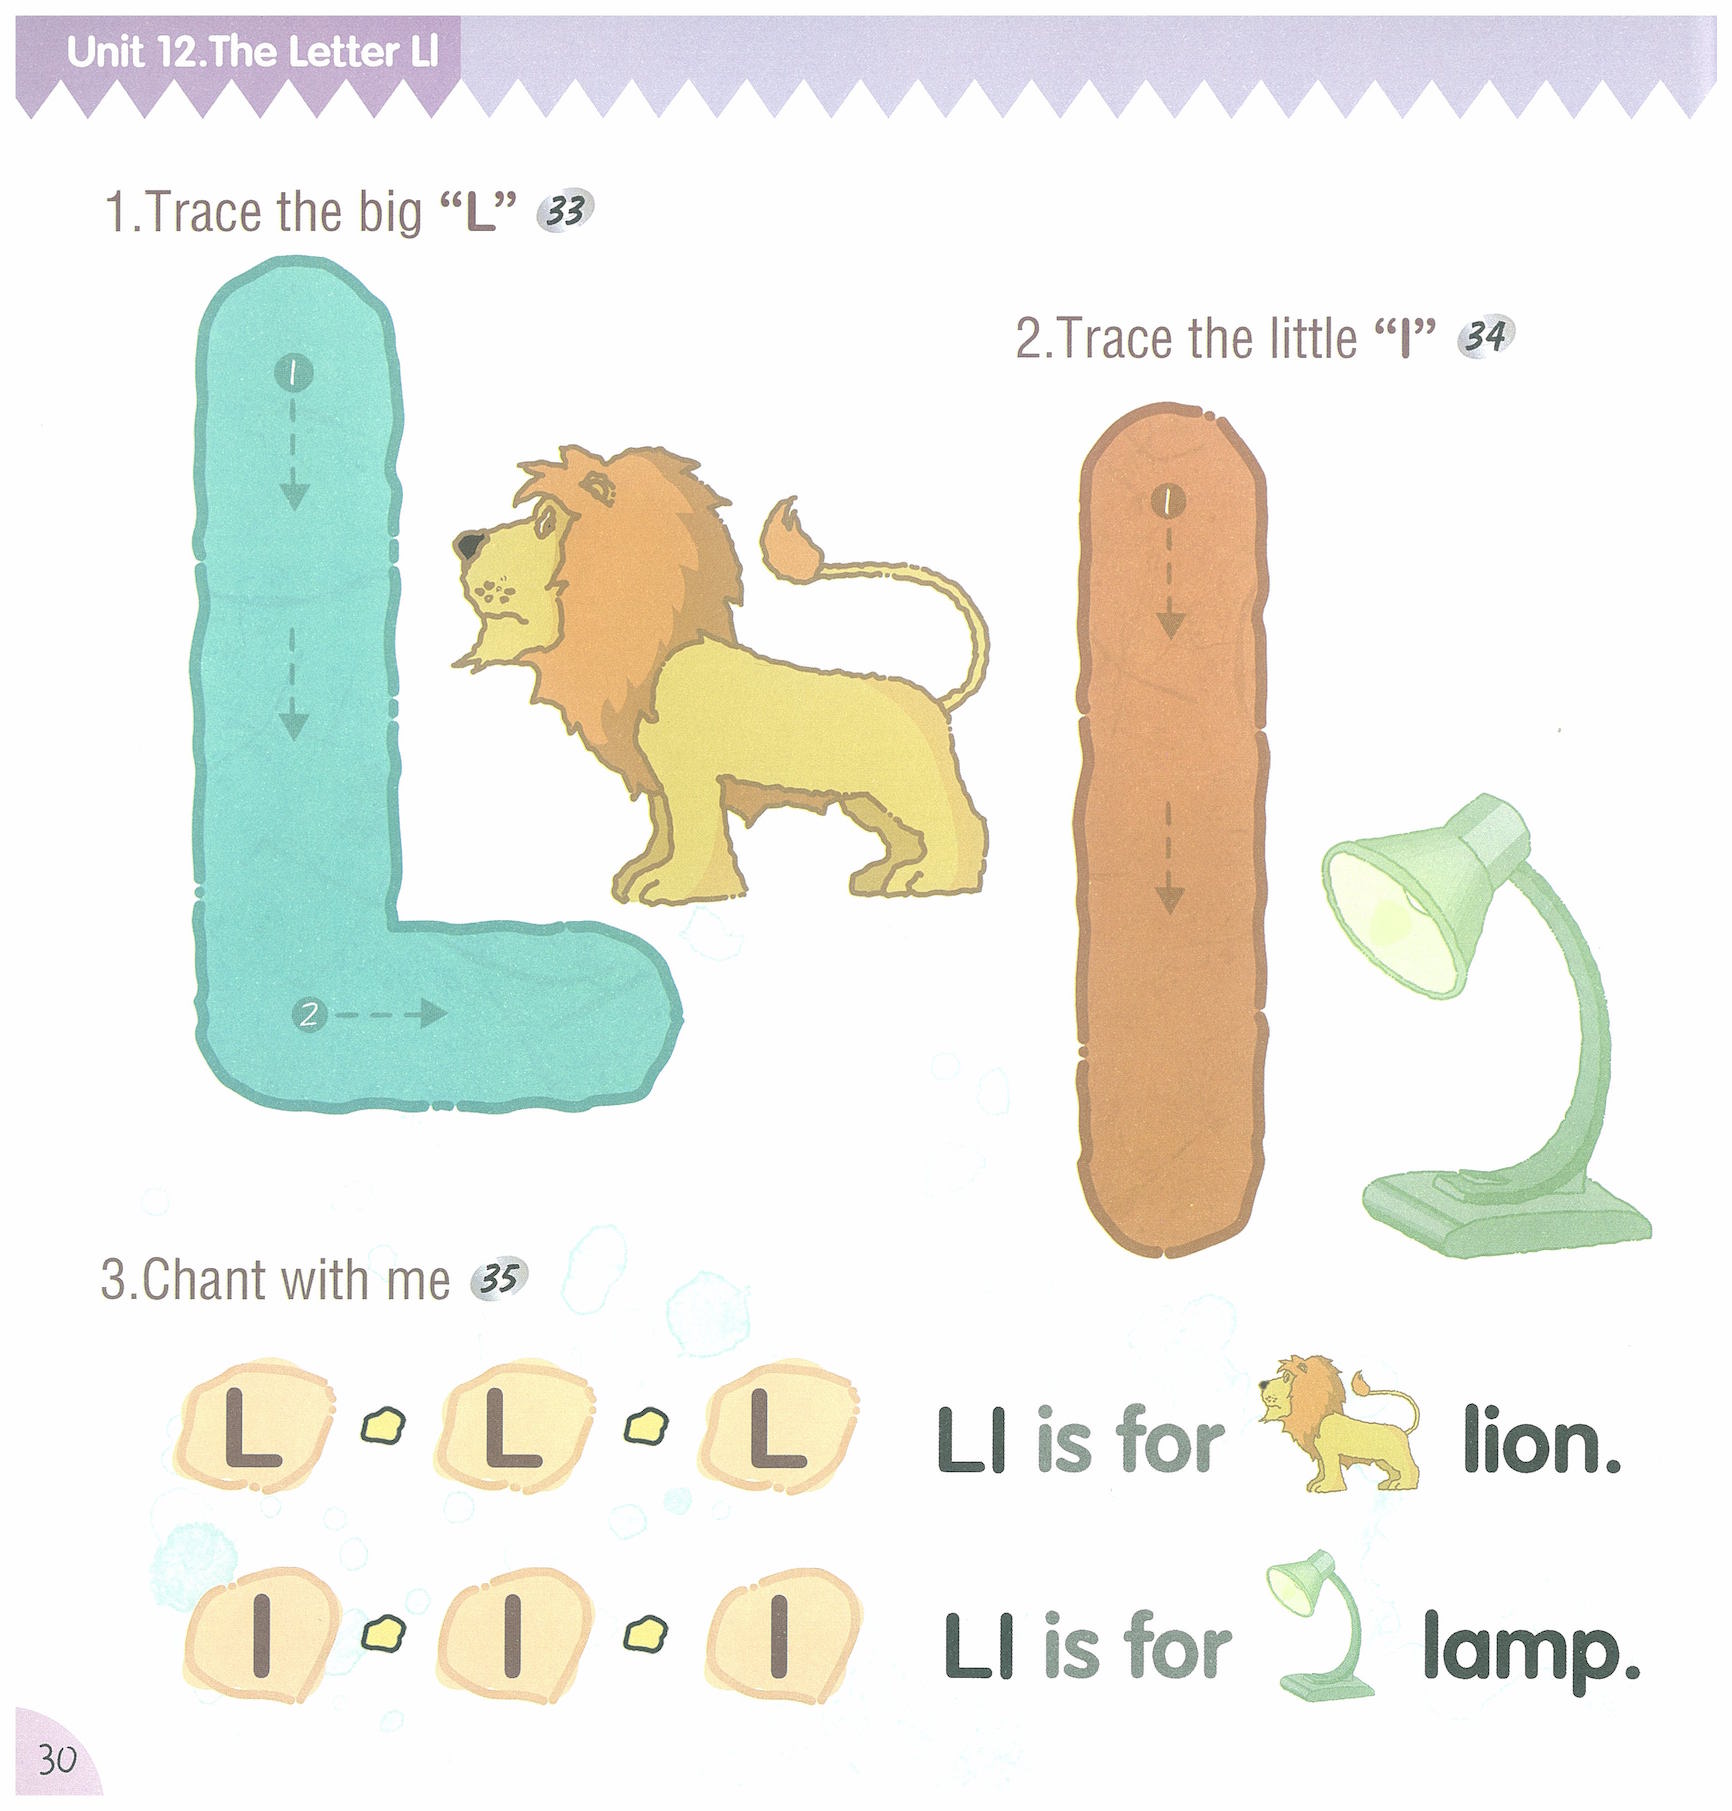 Unit 12.The Letter Ll
1.Trace the big “L” 33
1
2
2.Trace the little “l” 34
1
3.Chant with me 35
L L L Ll is for lion.
l l l Ll is for lamp.
30